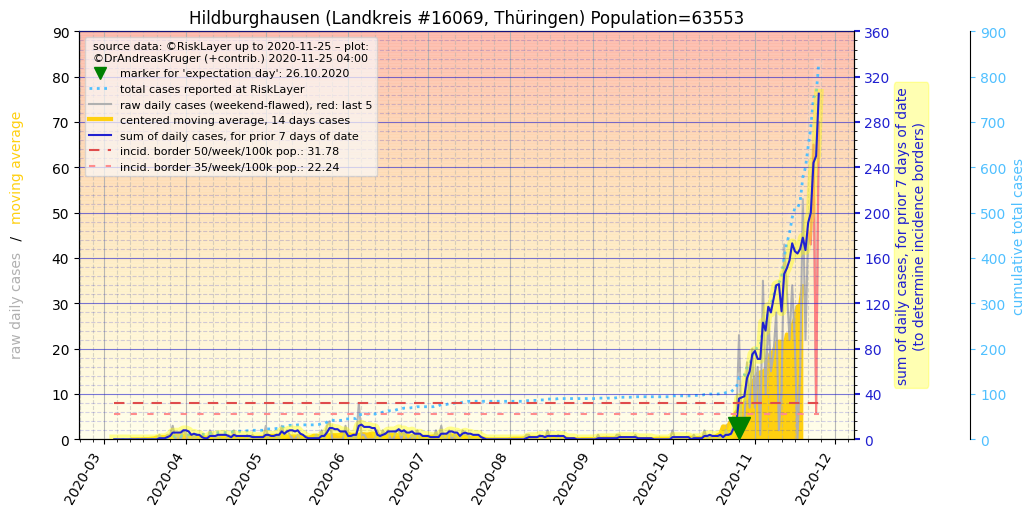 Hildburghausen (Landkreis #16069, Thüringen) Population=63553
source data: ©RiskLayer up to 2020-11-25 – plot:
©DrAndreasKruger (+contrib.) 2020-11-25 04:00
marker for 'expectation day': 26.10.2020
total cases reported at RiskLayer
raw daily cases (weekend-flawed), red: last 5
centered moving average, 14 days cases
sum of daily cases, for prior 7 days of date
incid. border 50/week/100k pop.: 31.78
incid. border 35/week/100k pop.: 22.24
raw daily cases / moving average
90
80
70
60
50
40
30
20
10
0
2020-03
2020-04
2020-05
2020-06
2020-07
2020-08
2020-09
2020-10
2020-11
2020-12
360
320
280
240
200
160
120
80
40
0
sum of daily cases, for prior 7 days of date
(to determine incidence borders)
900
800
700
600
500
400
300
200
100
0
cumulative total cases